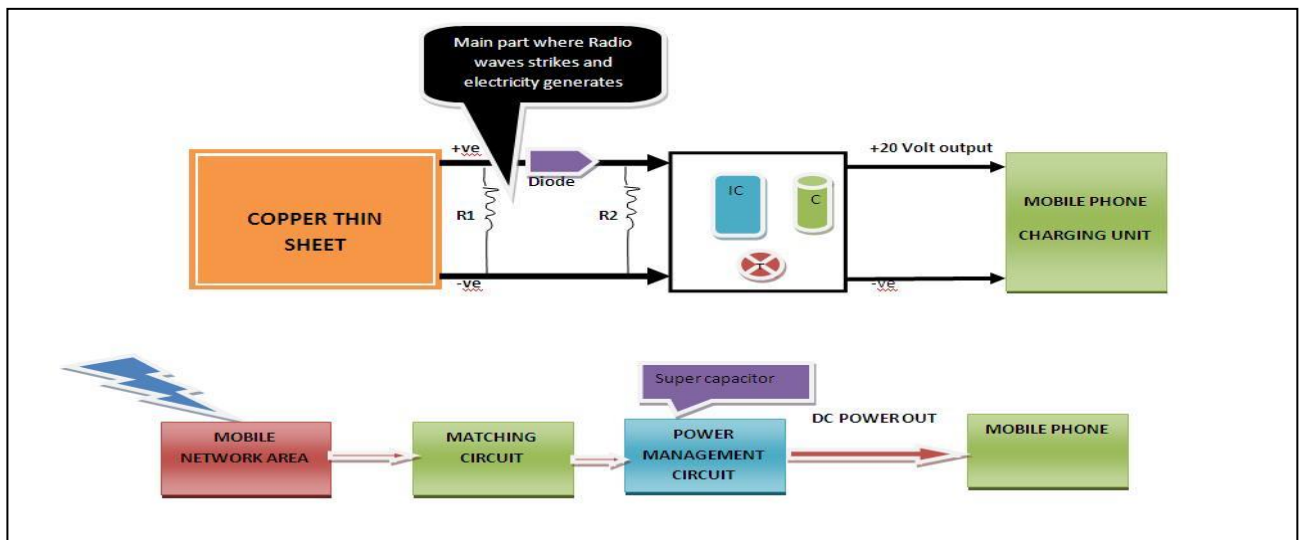 Main part where Radio
waves strikes and
electricity generates
+ve
Diode
+20 Volt output
COPPER THIN
SHEET
R1
R2
IC
C
T
MOBILE PHONE
CHARGING UNIT
-ve
-ve
Super capacitor
MOBILE
NETWORK AREA
MATCHING
CIRCUIT
POWER
MANAGEMENT
CIRCUIT
DC POWER OUT
MOBILE PHONE